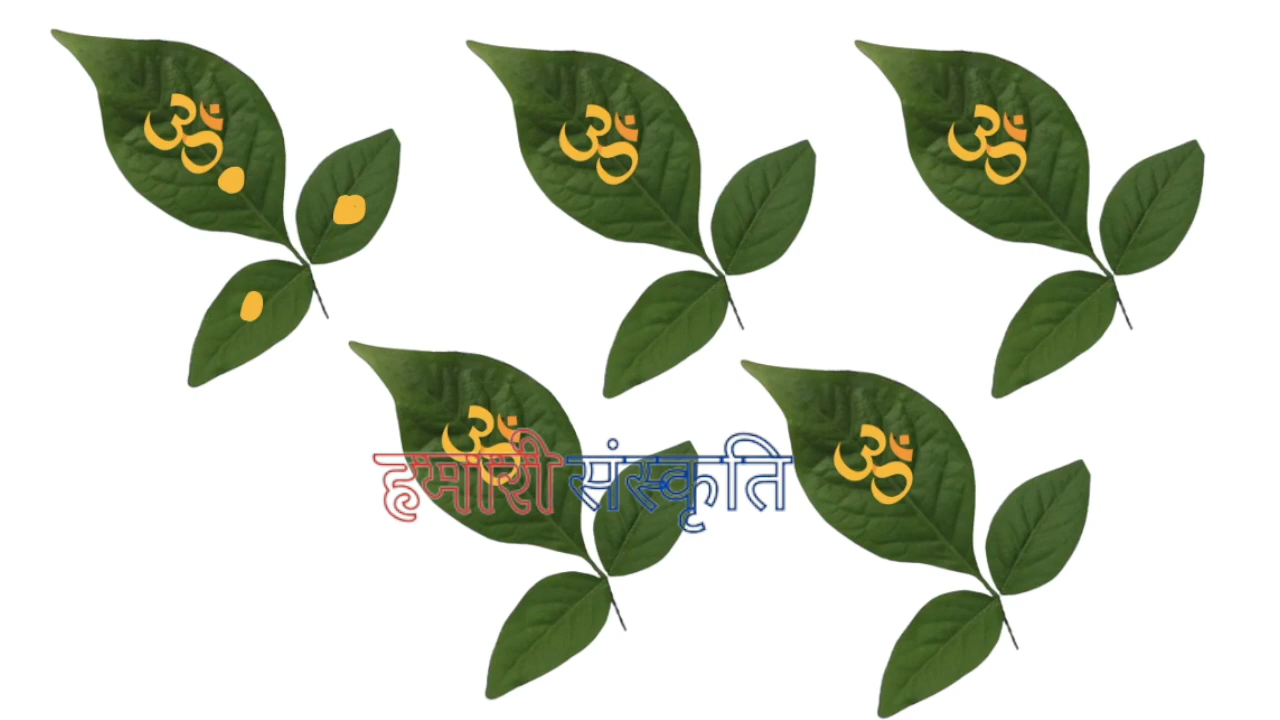 ॐ ॐ ॐ
ॐ ॐ
हमारी संस्कृति